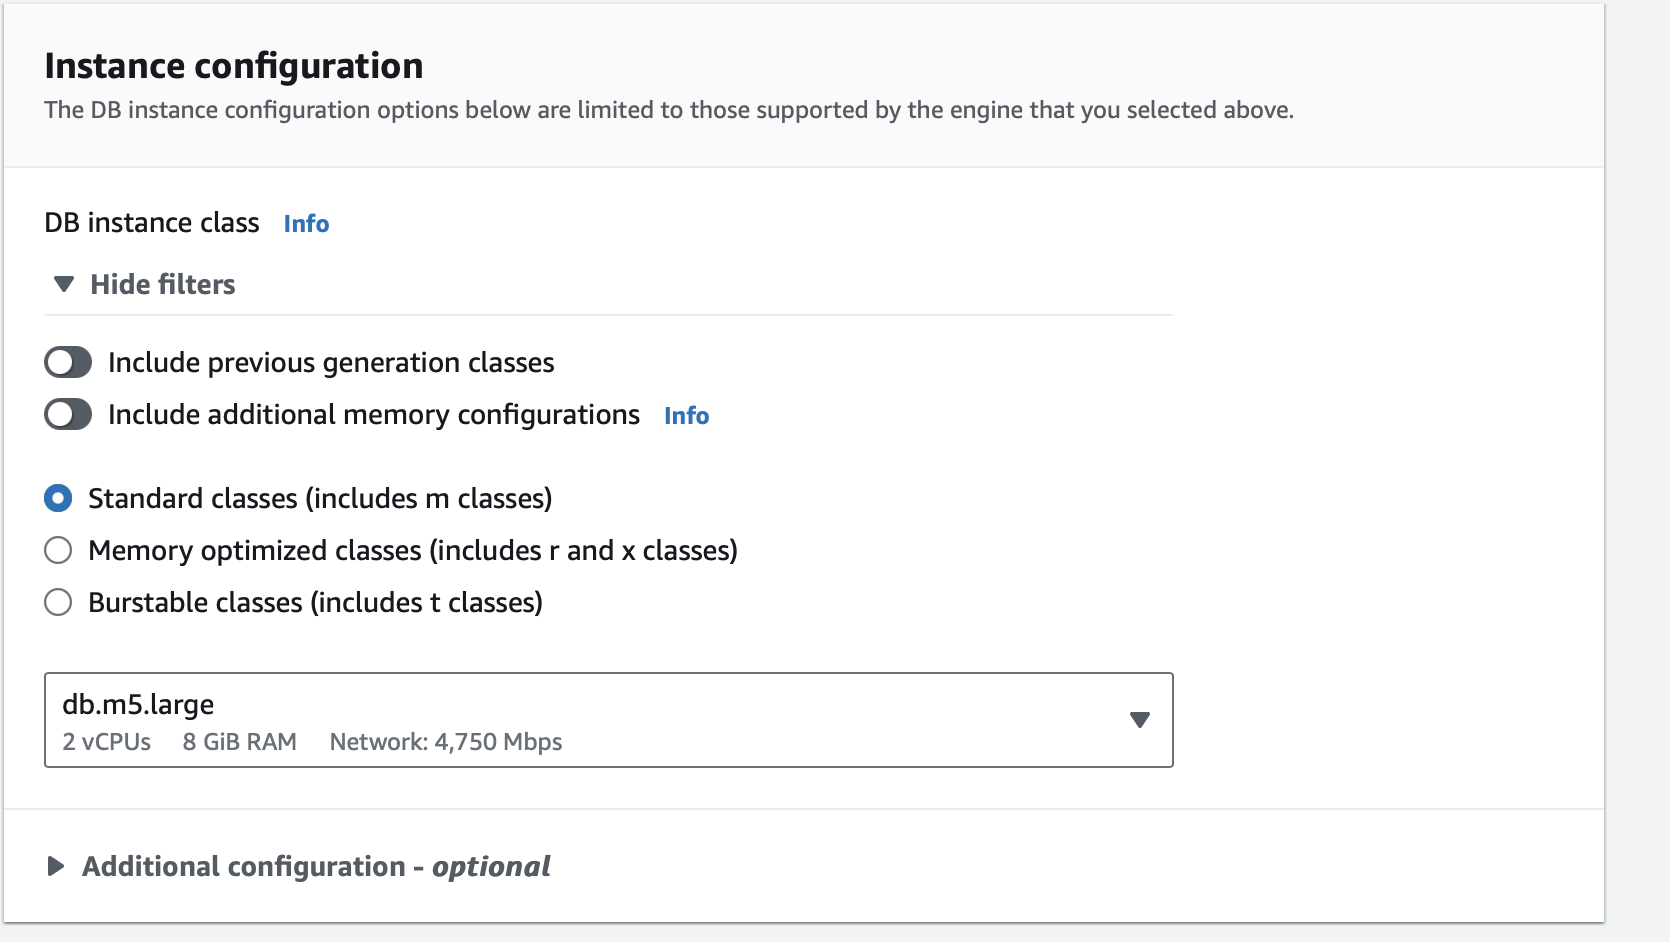 Instance configuration
The DB instance configuration options below are limited to those supported by the engine that you selected above.
DB instance class Info
Hide filters
Include previous generation classes
Include additional memory configurations Info
Standard classes (includes m classes)
Memory optimized classes (includes r and x classes)
Burstable classes (includes t classes)
db.m5.large
2 vCPUs 8 GiB RAM Network: 4,750 Mbps
Additional configuration - optional